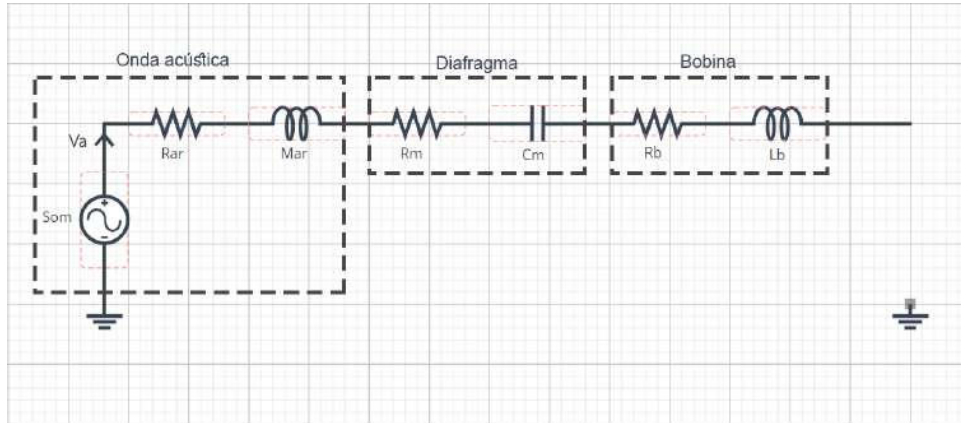 Onda acústica
Diafragma
Bobina
Va
Rar
Mar
Rm
Cm
Rb
Lb
Som